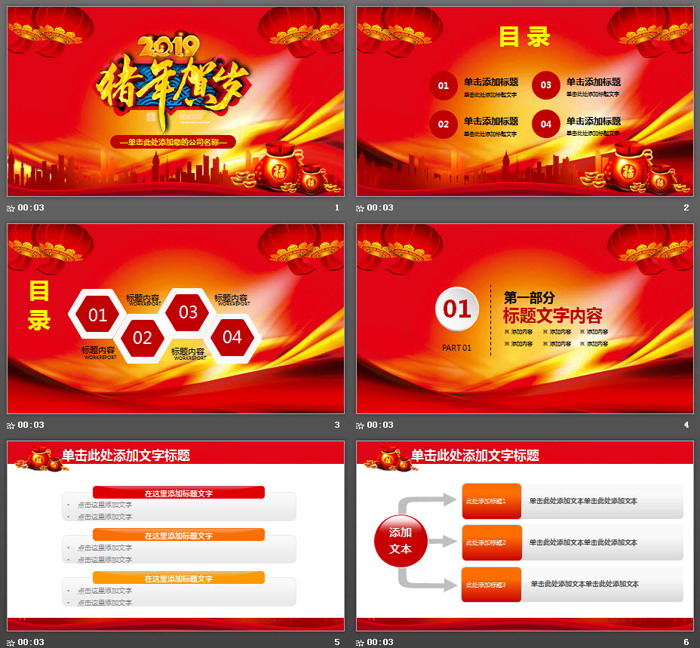 2019
猪年贺岁
—单击此处添加您的公司名称—
00:03
1
目录
01
单击添加标题
单击此处添加标题文字
03
单击添加标题
单击此处添加标题文字
02
单击添加标题
单击此处添加标题文字
04
单击添加标题
单击此处添加标题文字
00:03
2
目
录
01
标题内容
WORKREPORT
02
标题内容
WORKREPORT
03
标题内容
WORKREPORT
04
标题内容
WORKREPORT
00:03
3
01
PART 01
第一部分
标题文字内容
添加内容 添加内容 添加内容
添加内容 添加内容 添加内容
00:03
4
单击此处添加文字标题
在这里添加标题文字
• 点击这里添加文字
• 点击这里添加文字
在这里添加标题文字
• 点击这里添加文字
• 点击这里添加文字
在这里添加标题文字
• 点击这里添加文字
• 点击这里添加文字
00:03
5
单击此处添加文字标题
添加
文本
此处添加标题1
单击此处添加文本单击此处添加文本
此处添加标题2
单击此处添加文本单击此处添加文本
此处添加标题3
单击此处添加文本单击此处添加文本
00:03
6